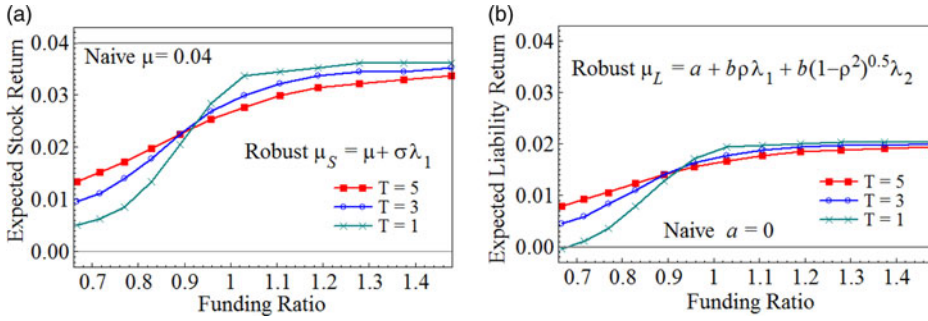 (a)
Expected Stock Return
0.04
0.03
0.02
0.01
0.00
Naive μ= 0.04
Robust μ_S = μ+ σλ₁
T = 5
T = 3
T = 1
0.7 0.8 0.9 1 1.1 1.2 1.3 1.4
Funding Ratio
(b)
Expected Liability Return
0.04
0.03
0.02
0.01
0.00
Robust μ_L = a + bρλ₁ + b(1–ρ²)^0.5λ₂
T = 5
T = 3
T = 1
Naive a = 0
0.7 0.8 0.9 1 1.1 1.2 1.3 1.4
Funding Ratio